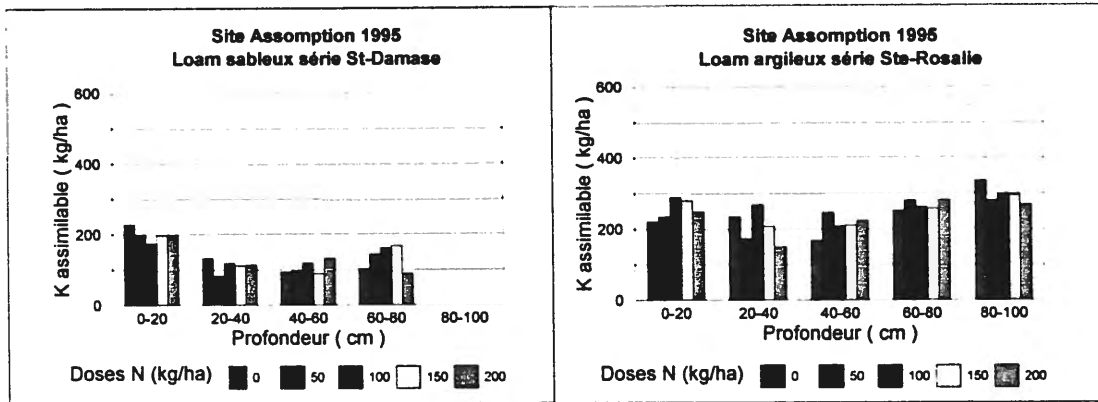 Site Assomption 1995
Loam sableux série St-Damase
K assimilable ( kg/ha )
600
400
200
0
0-20 20-40 40-60 60-80 80-100
Profondeur ( cm )
Doses N (kg/ha) 0 50 100 150 200
Site Assomption 1995
Loam argileux série Ste-Rosalie
K assimilable ( kg/ha )
600
400
200
0
0-20 20-40 40-60 60-80 80-100
Profondeur ( cm )
Doses N (kg/ha) 0 50 100 150 200